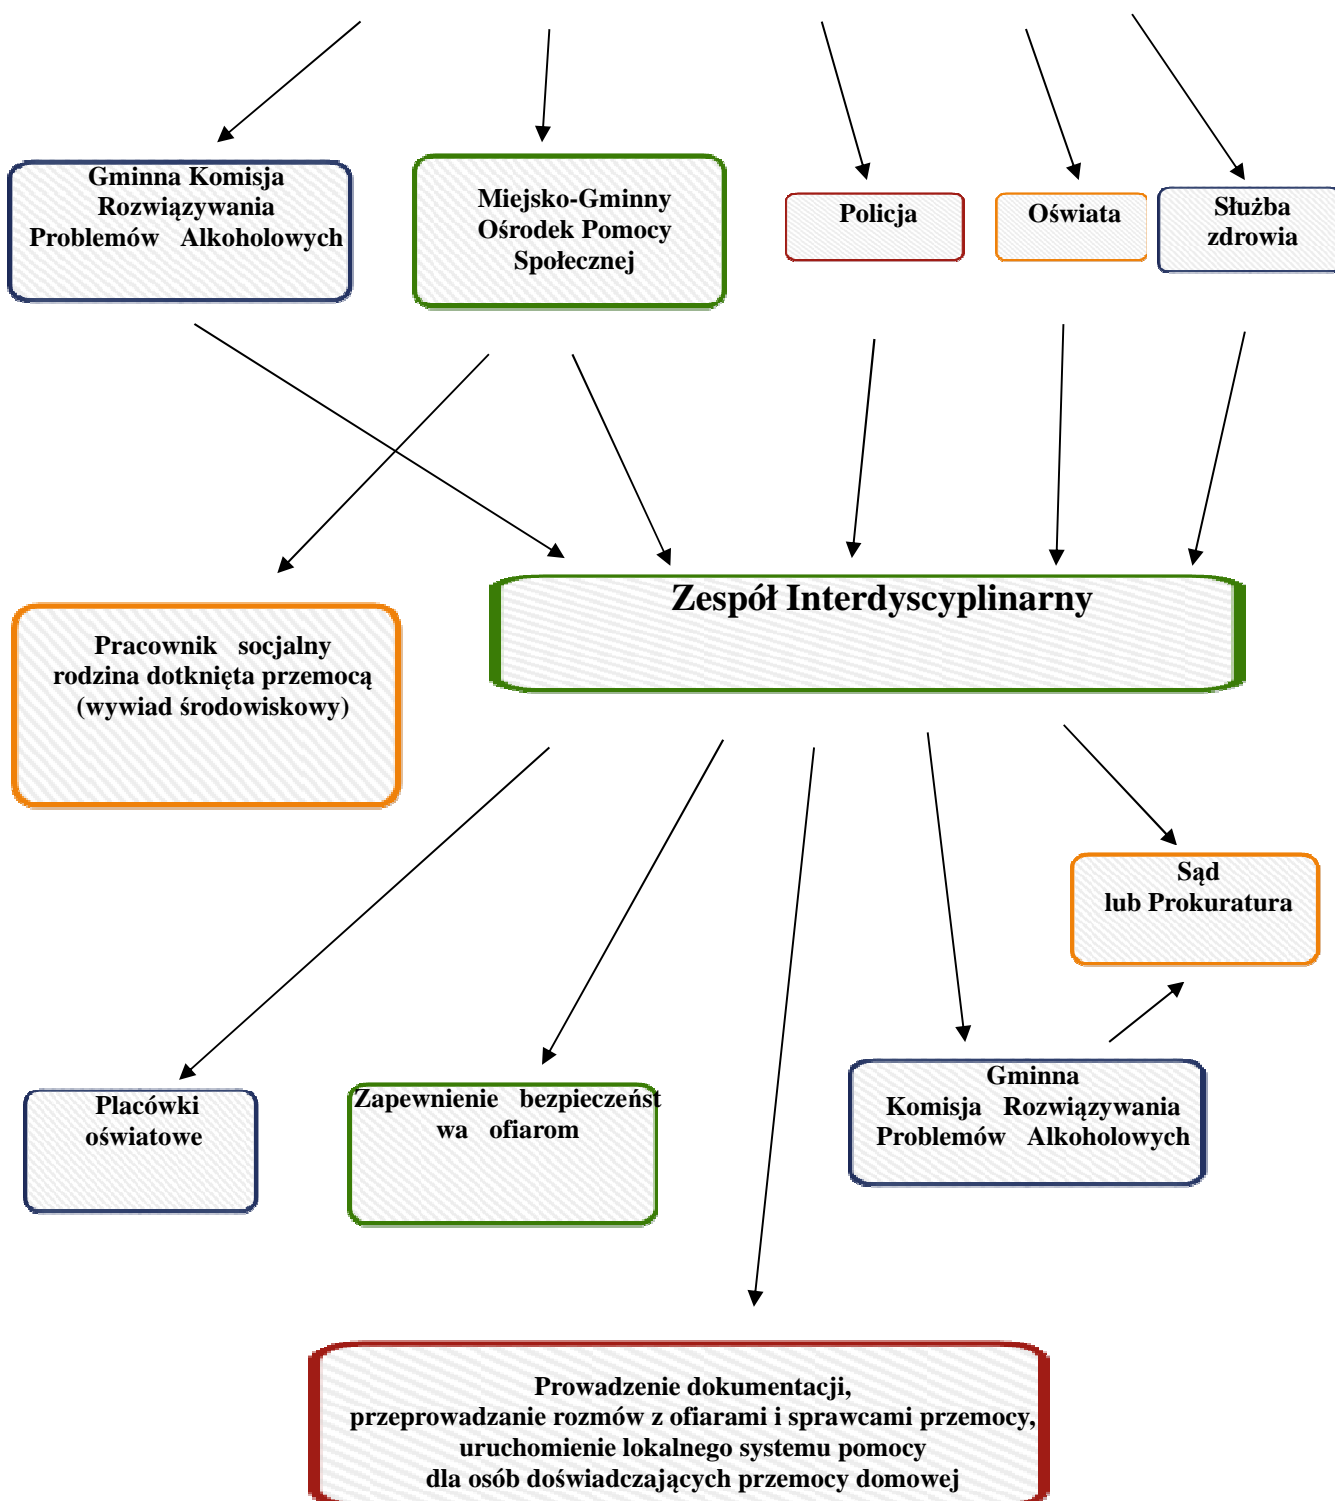 Gminna Komisja
Rozwiązywania
Problemów Alkoholowych
Miejsko-Gminny
Ośrodek Pomocy
Społecznej
Policja
Oświata
Służba
zdrowia
Zespół Interdyscyplinarny
Pracownik socjalny
rodzina dotknięta przemocą
(wywiad środowiskowy)
Sąd
lub Prokuratura
Placówki
oświatowe
Zapewnienie bezpieczeńst
wa ofiarom
Gminna
Komisja Rozwiązywania
Problemów Alkoholowych
Prowadzenie dokumentacji,
przeprowadzanie rozmów z ofiarami i sprawcami przemocy,
uruchomienie lokalnego systemu pomocy
dla osób doświadczających przemocy domowej